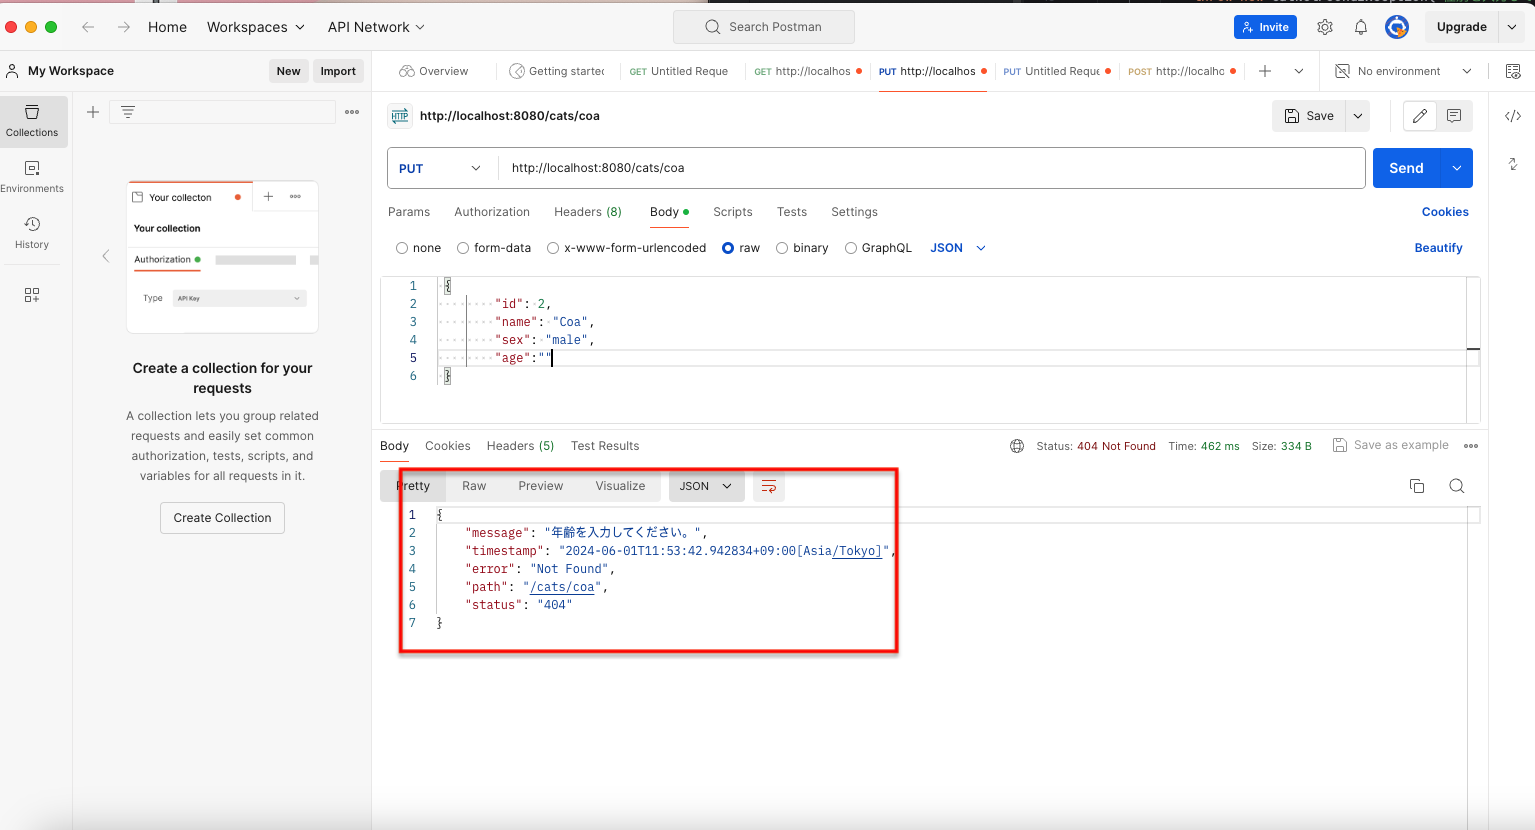 Home
Workspaces
API Network
Search Postman
Invite
Upgrade
My Workspace
New
Import
Overview
Getting started
GET Untitled Reque
GET http://localhos
PUT http://localhos
PUT Untitled Reque
POST http://localho
No environment
Collections
Environments
History
Your collecton
Your collection
Authorization
Type
API Key
Create a collection for your
requests
A collection lets you group related
requests and easily set common
authorization, tests, scripts, and
variables for all requests in it.
Create Collection
HTTP
http://localhost:8080/cats/coa
Save
PUT
http://localhost:8080/cats/coa
Send
Params
Authorization
Headers (8)
Body
Scripts
Tests
Settings
Cookies
none
form-data
x-www-form-urlencoded
raw
binary
GraphQL
JSON
Beautify
1 {
2 "id": 2,
3 "name": "Coa",
4 "sex": "male",
5 "age":""
6 }
Body
Cookies
Headers (5)
Test Results
Status: 404 Not Found
Time: 462 ms
Size: 334 B
Save as example
Pretty
Raw
Preview
Visualize
JSON
1 {
2 "message": "年齢を入力してください。",
3 "timestamp": "2024-06-01T11:53:42.942834+09:00[Asia/Tokyo]",
4 "error": "Not Found",
5 "path": "/cats/coa",
6 "status": "404"
7 }